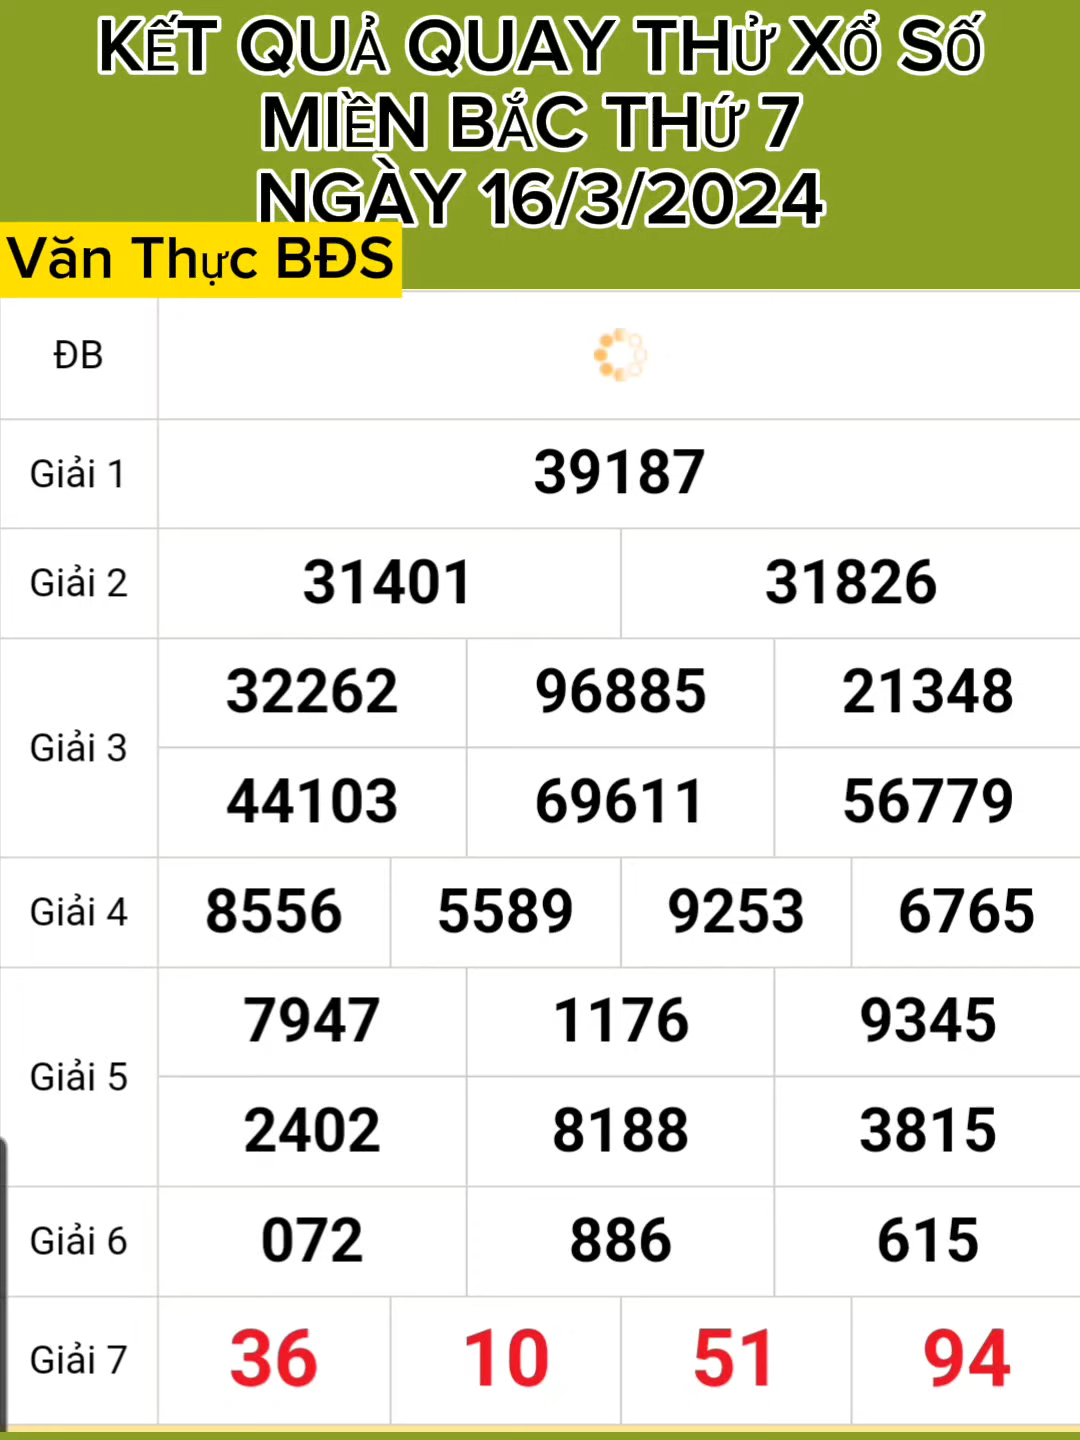 KẾT QUẢ QUAY THỬ XỔ SỐ
MIỀN BẮC THỨ 7
NGÀY 16/3/2024
Văn Thực BĐS
ĐB
Giải 1
39187
Giải 2
31401 31826
Giải 3
32262 96885 21348
44103 69611 56779
Giải 4
8556 5589 9253 6765
Giải 5
7947 1176 9345
2402 8188 3815
Giải 6
072 886 615
Giải 7
36 10 51 94